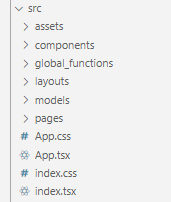 src
assets
components
global_functions
layouts
models
pages
# App.css
App.tsx
# index.css
index.tsx